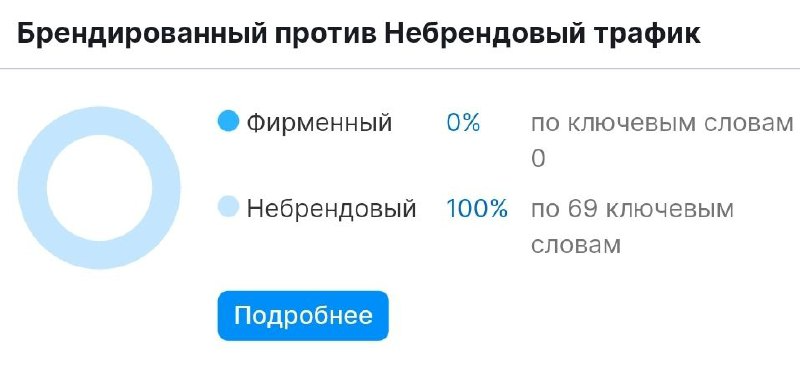 Брендированный против Небрендовый трафик
Фирменный 0% по ключевым словам
0
Небрендовый 100% по 69 ключевым
словам
Подробнее